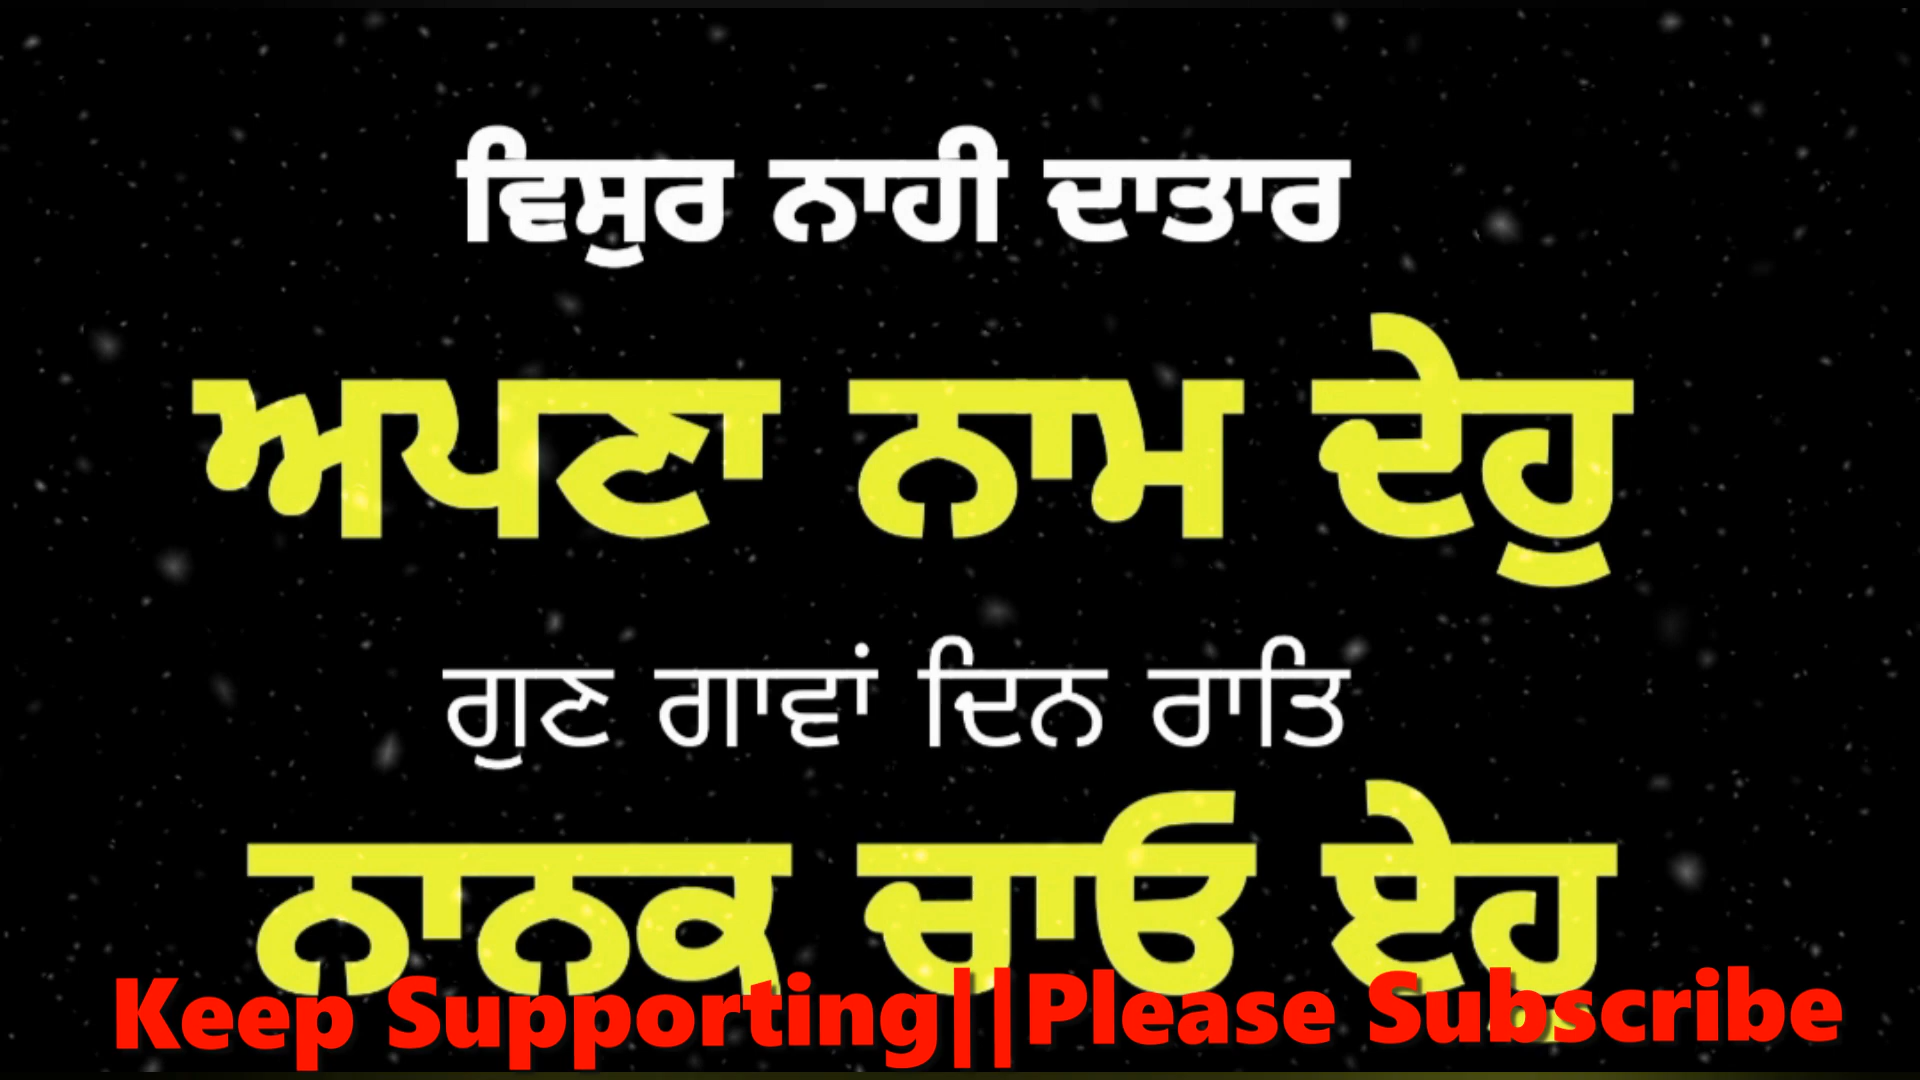 ਵਿਸੁਰ ਨਾਹੀ ਦਾਤਾਰ
ਅਪਣਾ ਨਾਮ ਦੇਹੁ
ਗੁਣ ਗਾਵਾਂ ਦਿਨ ਰਾਤਿ
ਨਾਨਕ ਚਾਓ ਏਹੁ
Keep Supporting||Please Subscribe